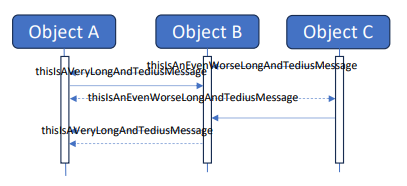 Object A
Object B
Object C
thisIsAnEvenWorseLongAndTediusMessage
thisIsAVeryLongAndTediusMessage
thisIsAnEvenWorseLongAndTediusMessage
thisIsAVeryLongAndTediusMessage